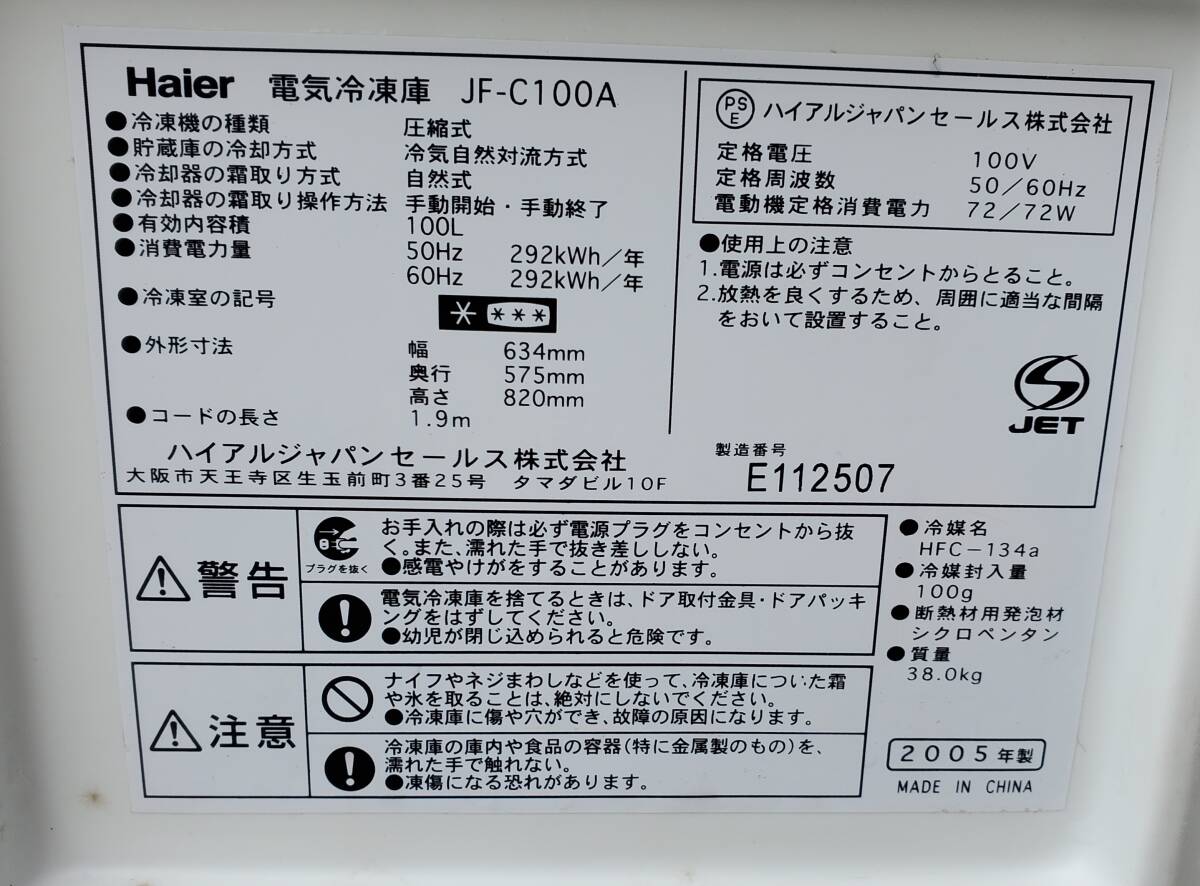 Haier 電気冷凍庫 JF-C100A
●冷凍機の種類 圧縮式
●貯蔵庫の冷却方式 冷気自然対流方式
●冷却器の霜取り方式 自然式
●冷却器の霜取り操作方法 手動開始・手動終了
●有効内容積 100L
●消費電力量 50Hz 292kWh/年
60Hz 292kWh/年
●冷凍室の記号 * ***
●外形寸法 幅 634mm
奥行 575mm
高さ 820mm
●コードの長さ 1.9m
ハイアルジャパンセールス株式会社
大阪市天王寺区生玉前町3番25号 タマダビル10F
PSE ハイアルジャパンセールス株式会社
定格電圧 100V
定格周波数 50/60Hz
電動機定格消費電力 72/72W
●使用上の注意
1.電源は必ずコンセントからとること。
2.放熱を良くするため、周囲に適当な間隔
をおいて設置すること。
JET
製造番号
E112507
警告
プラグを抜く
お手入れの際は必ず電源プラグをコンセントから抜
く。また、濡れた手で抜き差ししない。
●感電やけがをすることがあります。
電気冷凍庫を捨てるときは、ドア取付金具・ドアパッキ
ングをはずしてください。
●幼児が閉じ込められると危険です。
注意
ナイフやネジまわしなどを使って、冷凍庫についた霜
や氷を取ることは、絶対にしないでください。
●冷凍庫に傷や穴ができ、故障の原因になります。
冷凍庫の庫内や食品の容器(特に金属製のもの)を、
濡れた手で触れない。
●凍傷になる恐れがあります。
●冷媒名
HFC-134a
●冷媒封入量
100g
●断熱材用発泡材
シクロペンタン
●質量
38.0kg
2005年製
MADE IN CHINA